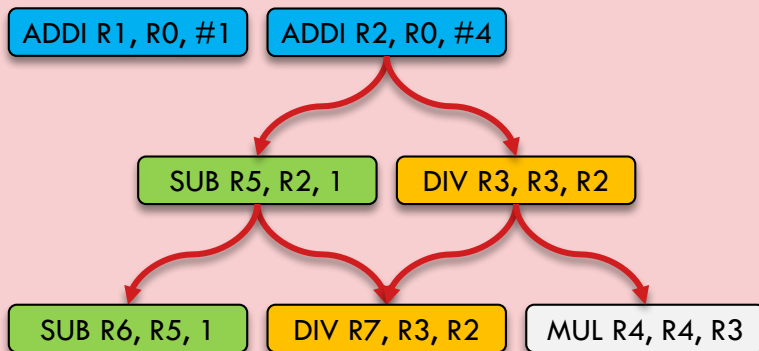 ADDI R1, R0, #1
ADDI R2, R0, #4
SUB R5, R2, 1
DIV R3, R3, R2
SUB R6, R5, 1
DIV R7, R3, R2
MUL R4, R4, R3